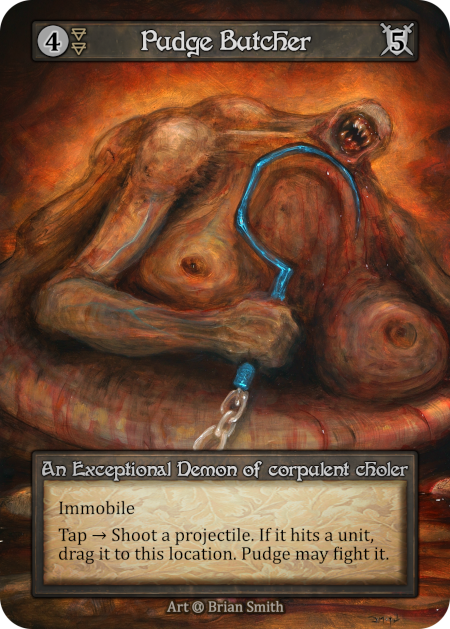 4 Pudge Butcher 5
An Exceptional Demon of corpulent choler
Immobile
Tap → Shoot a projectile. If it hits a unit,
drag it to this location. Pudge may fight it.
Art @ Brian Smith